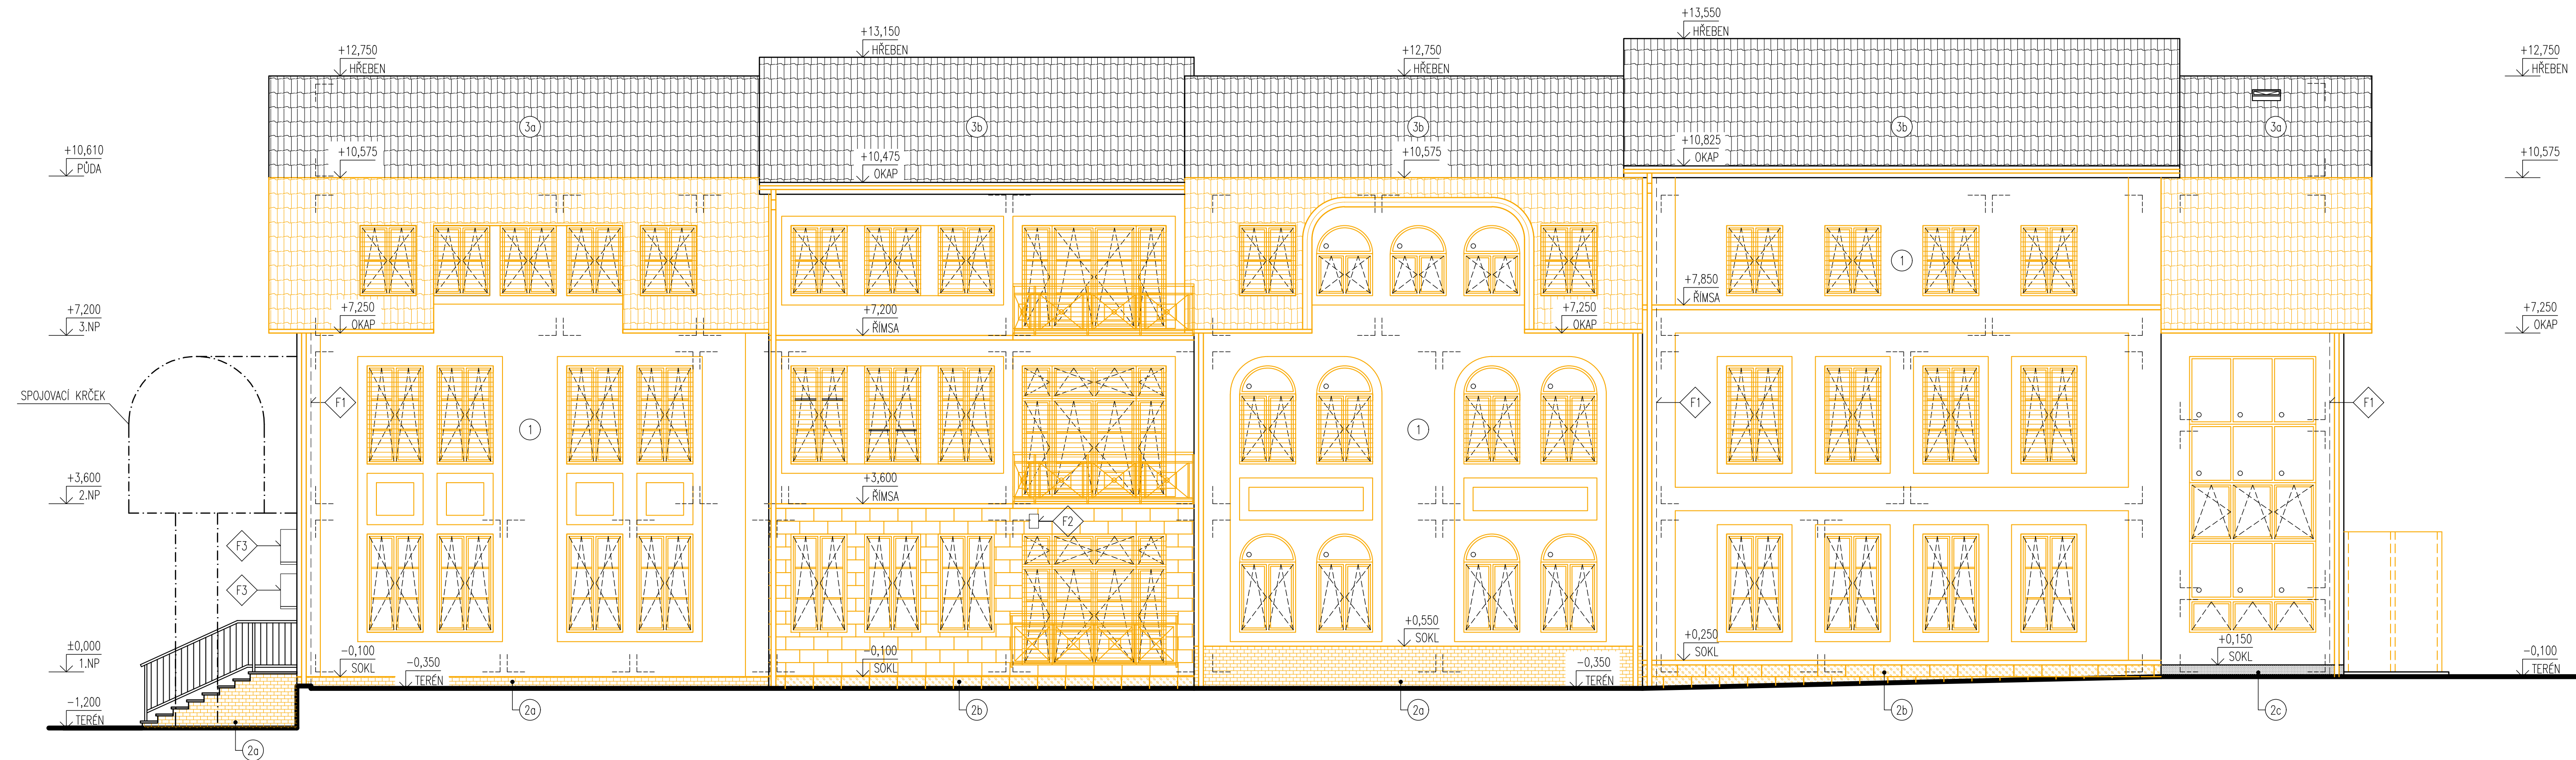 +13,550
HŘEBEN
+13,150
HŘEBEN
+12,750
HŘEBEN
+12,750
HŘEBEN
+12,750
HŘEBEN
3a
3b
3b
3b
3a
+10,610
PŮDA
+10,575
+10,475
OKAP
+10,575
+10,825
OKAP
+10,575
1
+7,850
ŘÍMSA
+7,200
3.NP
+7,250
OKAP
+7,200
ŘÍMSA
+7,250
OKAP
+7,250
OKAP
SPOJOVACÍ KRČEK
F1
F1
F1
1
1
+3,600
2.NP
+3,600
ŘÍMSA
F2
F3
F3
±0,000
1.NP
-0,100
SOKL
-0,350
TERÉN
-0,100
SOKL
+0,550
SOKL
-0,350
TERÉN
+0,250
SOKL
+0,150
SOKL
-0,100
TERÉN
-1,200
TERÉN
2a
2a
2b
2a
2b
2c